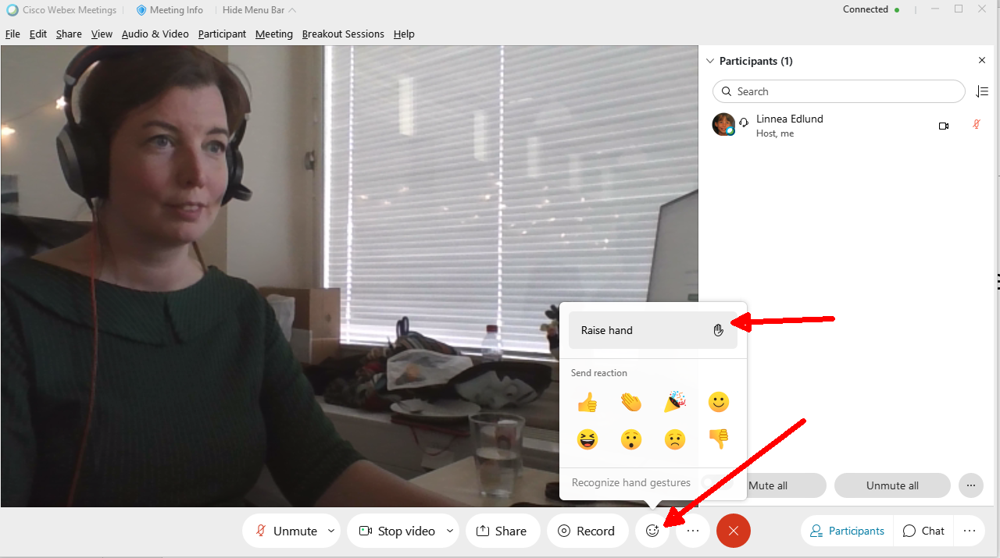 Cisco Webex Meetings
Meeting Info
Hide Menu Bar
Connected
File Edit Share View Audio & Video Participant Meeting Breakout Sessions Help
Participants (1)
Search
Linnea Edlund
Host, me
Raise hand
Send reaction
Recognize hand gestures
Mute all
Unmute all
Unmute
Stop video
Share
Record
Participants
Chat